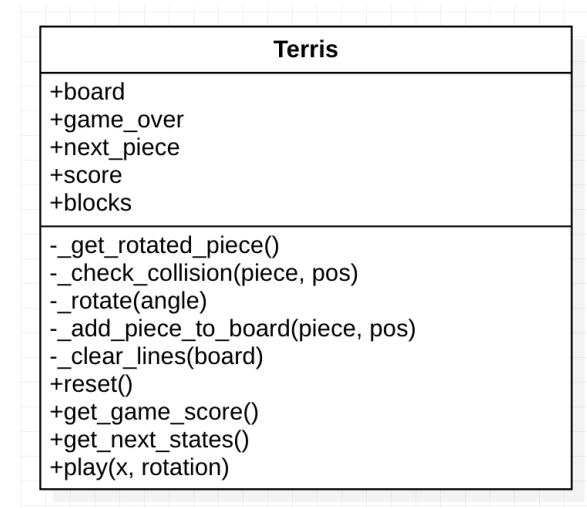 Terris
+board
+game_over
+next_piece
+score
+blocks
-_get_rotated_piece()
-_check_collision(piece, pos)
-_rotate(angle)
-_add_piece_to_board(piece, pos)
-_clear_lines(board)
+reset()
+get_game_score()
+get_next_states()
+play(x, rotation)